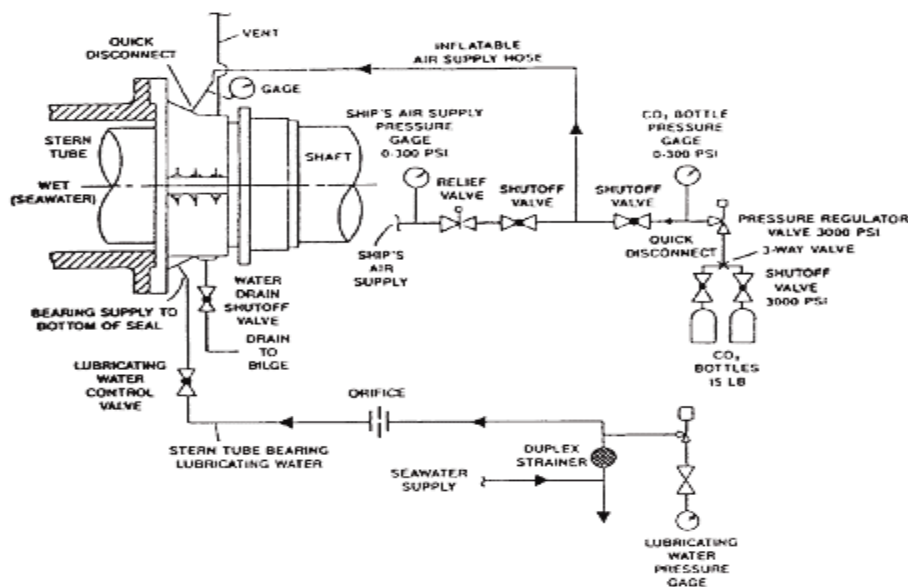 VENT
QUICK
DISCONNECT
INFLATABLE
AIR SUPPLY HOSE
GAGE
SHIP'S AIR SUPPLY
PRESSURE
GAGE
0-300 PSI
CO₂ BOTTLE
PRESSURE
GAGE
0-300 PSI
STERN
TUBE
SHAFT
WET
(SEAWATER)
RELIEF
VALVE
SHUTOFF
VALVE
SHUTOFF
VALVE
PRESSURE REGULATOR
VALVE 3000 PSI
QUICK
DISCONNECT
3-WAY VALVE
SHIP'S
AIR
SUPPLY
SHUTOFF
VALVE
3000 PSI
WATER
DRAIN
SHUTOFF
VALVE
BEARING SUPPLY TO
BOTTOM OF SEAL
DRAIN
TO
BILGE
CO₂
BOTTLES
15 LB
LUBRICATING
WATER
CONTROL
VALVE
ORIFICE
STERN TUBE BEARING
LUBRICATING WATER
DUPLEX
STRAINER
SEAWATER
SUPPLY
LUBRICATING
WATER
PRESSURE
GAGE